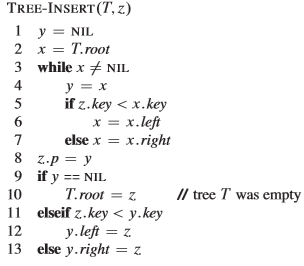 TREE-INSERT(T, z)
1 y = NIL
2 x = T.root
3 while x ≠ NIL
4 y = x
5 if z.key < x.key
6 x = x.left
7 else x = x.right
8 z.p = y
9 if y == NIL
10 T.root = z // tree T was empty
11 elseif z.key < y.key
12 y.left = z
13 else y.right = z